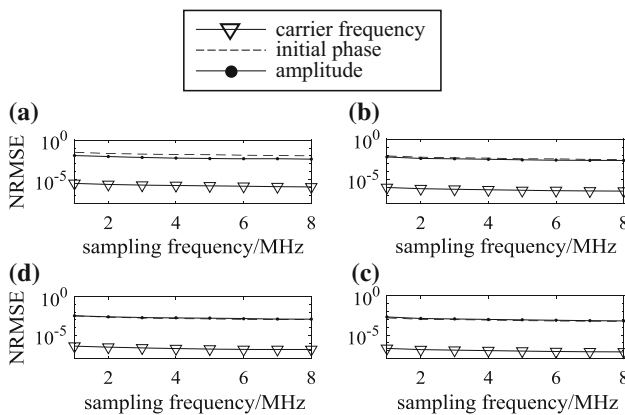 carrier frequency
initial phase
amplitude
(a)
(b)
NRMSE
10^0
10^-5
2 4 6 8
sampling frequency/MHz
10^0
10^-5
2 4 6 8
sampling frequency/MHz
(d)
(c)
NRMSE
10^0
10^-5
2 4 6 8
sampling frequency/MHz
10^0
10^-5
2 4 6 8
sampling frequency/MHz